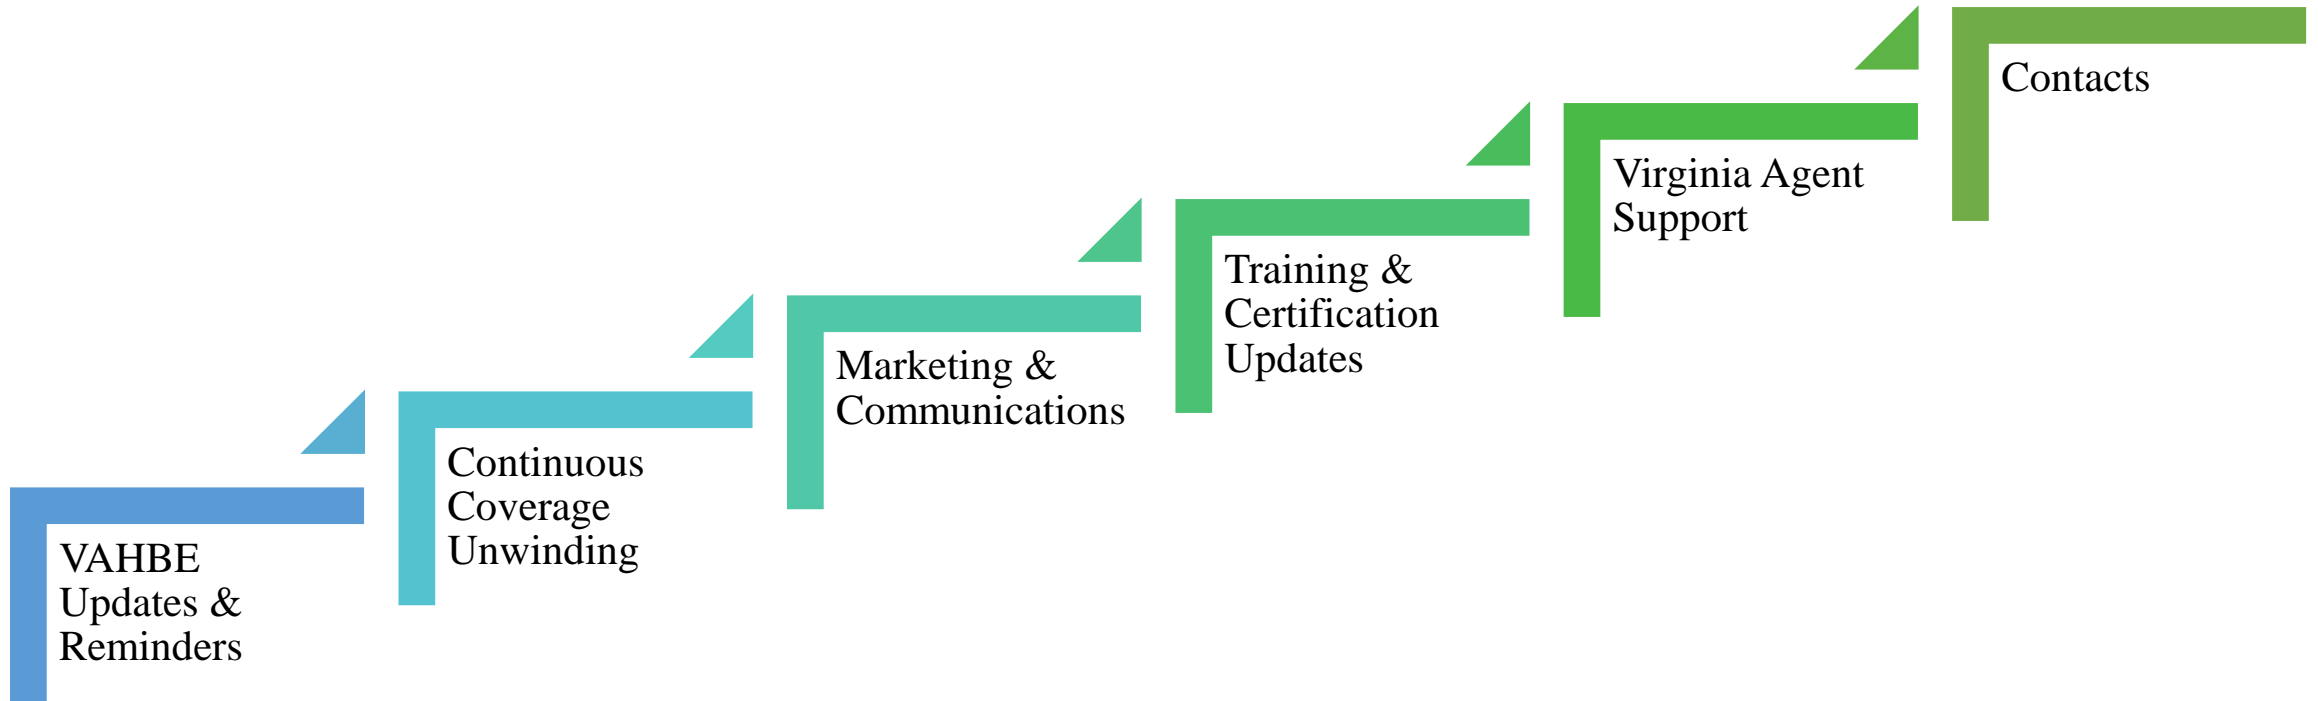 VAHBE
Updates &
Reminders
Continuous
Coverage
Unwinding
Marketing &
Communications
Training &
Certification
Updates
Virginia Agent
Support
Contacts